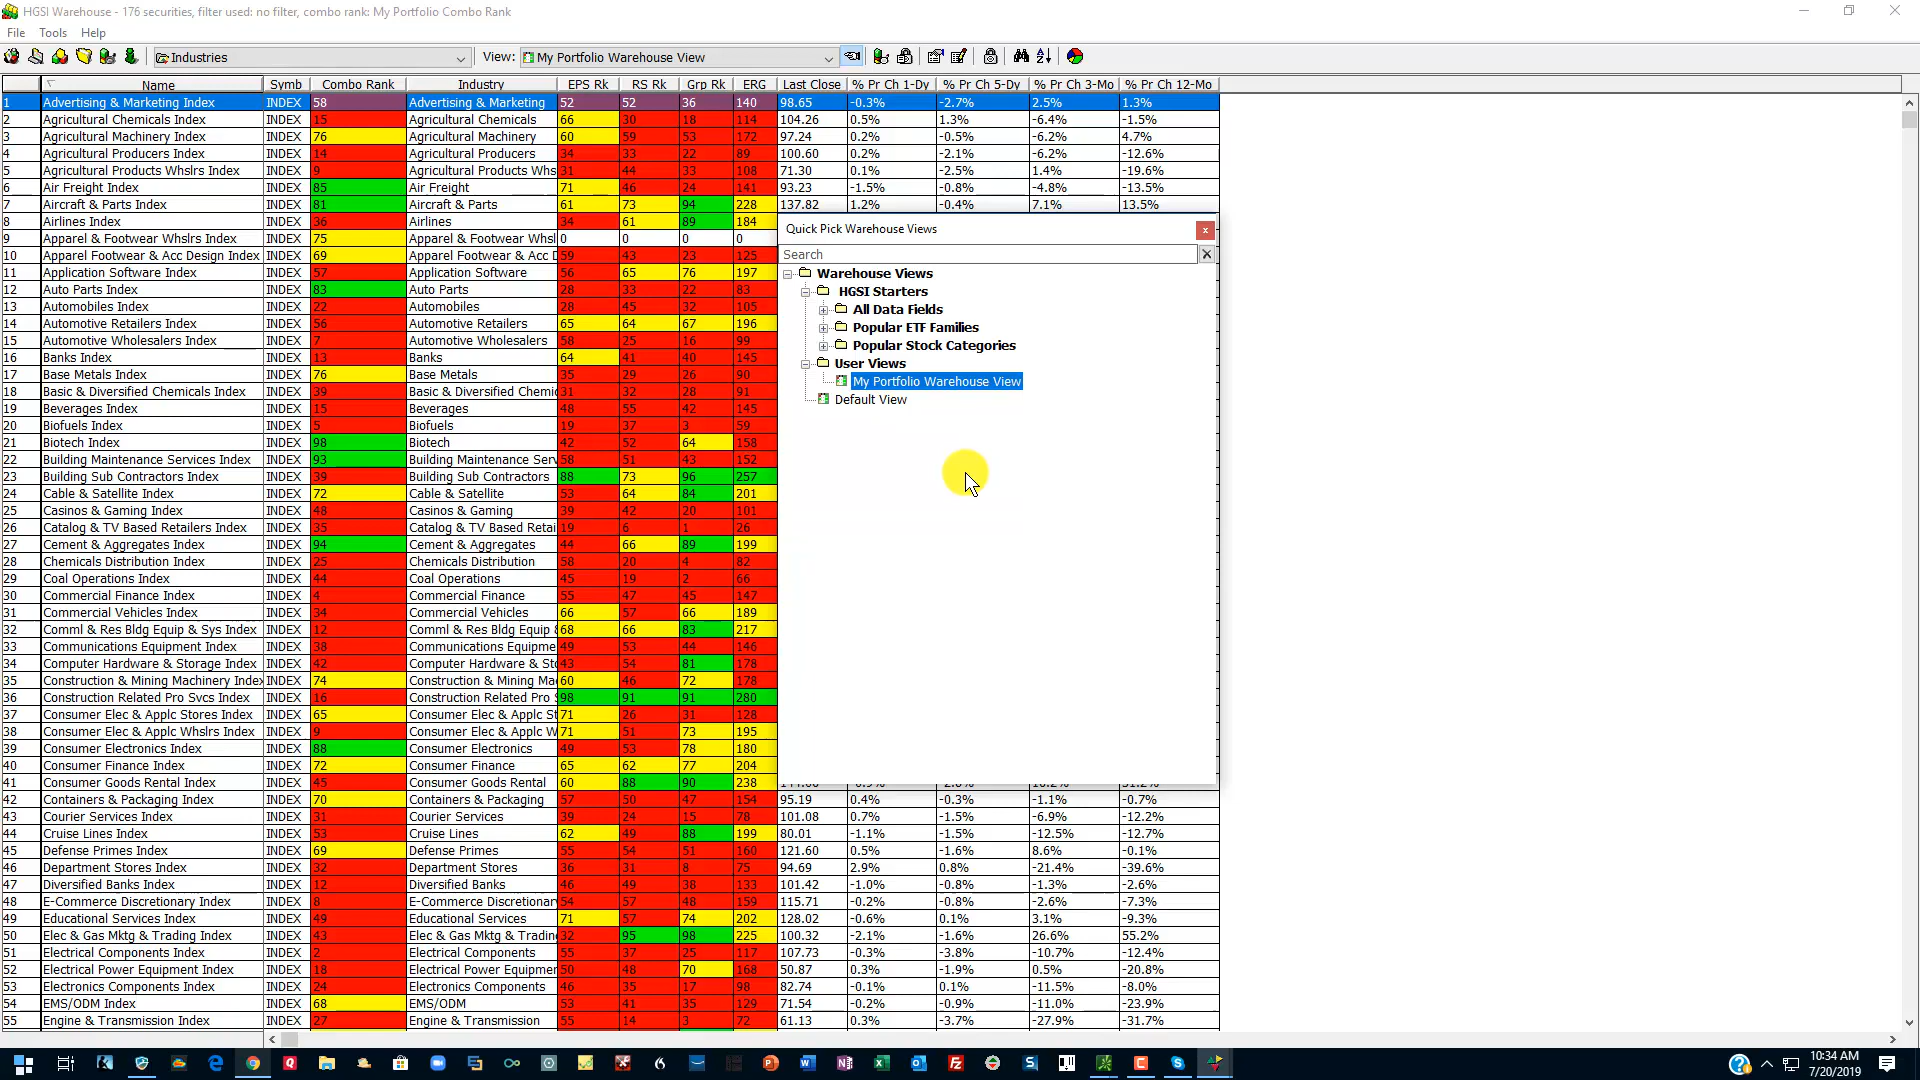 HGSI Warehouse - 176 securities, filter used: no filter, combo rank: My Portfolio Combo Rank
File Tools Help
Industries View: My Portfolio Warehouse View
Name Symb Combo Rank Industry EPS Rk RS Rk Grp Rk ERG Last Close % Pr Ch 1-Dy % Pr Ch 5-Dy % Pr Ch 3-Mo % Pr Ch 12-Mo
1 Advertising & Marketing Index INDEX 58 Advertising & Marketing 52 52 36 140 98.65 -0.3% -2.7% 2.5% 1.3%
2 Agricultural Chemicals Index INDEX 15 Agricultural Chemicals 66 30 18 114 104.26 0.5% 1.3% -6.4% -1.5%
3 Agricultural Machinery Index INDEX 76 Agricultural Machinery 60 59 53 172 97.24 0.2% -0.5% -6.2% 4.7%
4 Agricultural Producers Index INDEX 14 Agricultural Producers 34 33 22 89 100.60 0.2% -2.1% -6.2% -12.6%
5 Agricultural Products Whslrs Index INDEX 9 Agricultural Products Whs 31 44 33 108 71.30 0.1% -2.5% 1.4% -19.6%
6 Air Freight Index INDEX 85 Air Freight 71 46 24 141 93.23 -1.5% -0.8% -4.8% -13.5%
7 Aircraft & Parts Index INDEX 81 Aircraft & Parts 61 73 94 228 137.82 1.2% -0.4% 7.1% 13.5%
8 Airlines Index INDEX 36 Airlines 34 61 89 184
9 Apparel & Footwear Whslrs Index INDEX 75 Apparel & Footwear Whsl 0 0 0 0
10 Apparel Footwear & Acc Design Index INDEX 69 Apparel Footwear & Acc D 59 43 23 125
11 Application Software Index INDEX 57 Application Software 56 65 76 197
12 Auto Parts Index INDEX 83 Auto Parts 28 33 22 83
13 Automobiles Index INDEX 22 Automobiles 28 45 32 105
14 Automotive Retailers Index INDEX 56 Automotive Retailers 65 64 67 196
15 Automotive Wholesalers Index INDEX 7 Automotive Wholesalers 58 25 16 99
16 Banks Index INDEX 13 Banks 64 41 40 145
17 Base Metals Index INDEX 76 Base Metals 35 29 26 90
18 Basic & Diversified Chemicals Index INDEX 39 Basic & Diversified Chemic 31 32 28 91
19 Beverages Index INDEX 15 Beverages 48 55 42 145
20 Biofuels Index INDEX 5 Biofuels 19 37 3 59
21 Biotech Index INDEX 98 Biotech 42 52 64 158
22 Building Maintenance Services Index INDEX 93 Building Maintenance Serv 58 51 43 152
23 Building Sub Contractors Index INDEX 39 Building Sub Contractors 88 73 96 257
24 Cable & Satellite Index INDEX 72 Cable & Satellite 53 64 84 201
25 Casinos & Gaming Index INDEX 48 Casinos & Gaming 39 42 20 101
26 Catalog & TV Based Retailers Index INDEX 35 Catalog & TV Based Retai 19 6 1 26
27 Cement & Aggregates Index INDEX 94 Cement & Aggregates 44 66 89 199
28 Chemicals Distribution Index INDEX 25 Chemicals Distribution 58 20 4 82
29 Coal Operations Index INDEX 44 Coal Operations 45 19 2 66
30 Commercial Finance Index INDEX 4 Commercial Finance 55 47 45 147
31 Commercial Vehicles Index INDEX 34 Commercial Vehicles 66 57 66 189
32 Comml & Res Bldg Equip & Sys Index INDEX 12 Comml & Res Bldg Equip & 68 66 83 217
33 Communications Equipment Index INDEX 38 Communications Equipme 49 53 44 146
34 Computer Hardware & Storage Index INDEX 42 Computer Hardware & Sto 43 54 81 178
35 Construction & Mining Machinery Index INDEX 74 Construction & Mining Ma 60 46 72 178
36 Construction Related Pro Svcs Index INDEX 16 Construction Related Pro S 98 91 91 280
37 Consumer Elec & Applc Stores Index INDEX 65 Consumer Elec & Applc St 71 26 31 128
38 Consumer Elec & Applc Whslrs Index INDEX 9 Consumer Elec & Applc W 71 51 73 195
39 Consumer Electronics Index INDEX 88 Consumer Electronics 49 53 78 180
40 Consumer Finance Index INDEX 72 Consumer Finance 65 62 77 204
41 Consumer Goods Rental Index INDEX 45 Consumer Goods Rental 60 88 90 238
42 Containers & Packaging Index INDEX 70 Containers & Packaging 57 50 47 154 95.19 0.4% -0.3% -1.1% -0.7%
43 Courier Services Index INDEX 31 Courier Services 39 24 15 78 101.08 0.7% -1.5% -6.9% -12.2%
44 Cruise Lines Index INDEX 53 Cruise Lines 62 49 88 199 80.01 -1.1% -1.5% -12.5% -12.7%
45 Defense Primes Index INDEX 69 Defense Primes 55 54 51 160 121.60 0.5% -1.6% 8.6% -0.1%
46 Department Stores Index INDEX 32 Department Stores 36 31 8 75 94.69 2.9% 0.8% -21.4% -39.6%
47 Diversified Banks Index INDEX 12 Diversified Banks 46 49 38 133 101.42 -1.0% -0.8% -1.3% -2.6%
48 E-Commerce Discretionary Index INDEX 8 E-Commerce Discretionar 54 57 48 159 115.71 -0.2% -0.8% -2.6% -7.3%
49 Educational Services Index INDEX 49 Educational Services 71 57 74 202 128.02 -0.6% 0.1% 3.1% -9.3%
50 Elec & Gas Mktg & Trading Index INDEX 43 Elec & Gas Mktg & Tradin 32 95 98 225 100.32 -2.1% -1.6% 26.6% 55.2%
51 Electrical Components Index INDEX 2 Electrical Components 55 37 25 117 107.73 -0.3% -3.8% -10.7% -12.4%
52 Electrical Power Equipment Index INDEX 18 Electrical Power Equipmer 50 48 70 168 50.87 0.3% -1.9% 0.5% -20.8%
53 Electronics Components Index INDEX 24 Electronics Components 46 35 17 98 82.74 -0.1% 0.1% -11.5% -8.0%
54 EMS/ODM Index INDEX 68 EMS/ODM 53 41 35 129 71.54 -0.2% -0.9% -11.0% -23.9%
55 Engine & Transmission Index INDEX 27 Engine & Transmission 55 14 3 72 61.13 0.3% -3.7% -27.9% -31.7%
Quick Pick Warehouse Views
Search
Warehouse Views
HGSI Starters
All Data Fields
Popular ETF Families
Popular Stock Categories
User Views
My Portfolio Warehouse View
Default View
10:34 AM
7/20/2019